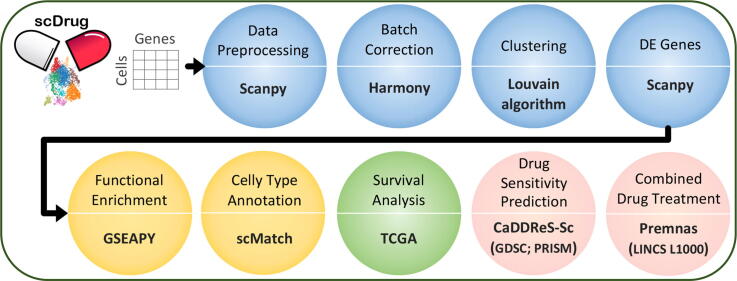 scDrug
Genes
Cells
Data
Preprocessing
Scanpy
Batch
Correction
Harmony
Clustering
Louvain
algorithm
DE Genes
Scanpy
Functional
Enrichment
GSEAPY
Celly Type
Annotation
scMatch
Survival
Analysis
TCGA
Drug
Sensitivity
Prediction
CaDDReS-Sc
(GDSC; PRISM)
Combined
Drug Treatment
Premnas
(LINCS L1000)